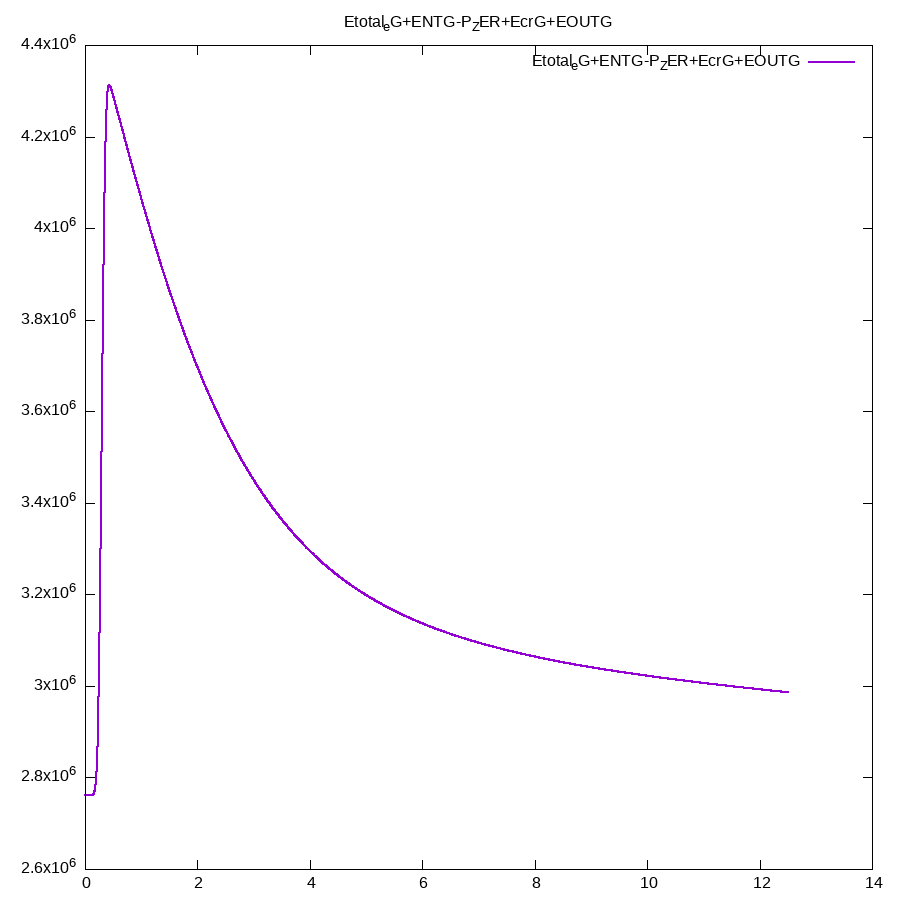 Etotal_eG+ENTG-P_ZER+EcrG+EOUTG
Etotal_eG+ENTG-P_ZER+EcrG+EOUTG
4.4x10^6
4.2x10^6
4x10^6
3.8x10^6
3.6x10^6
3.4x10^6
3.2x10^6
3x10^6
2.8x10^6
2.6x10^6
0 2 4 6 8 10 12 14